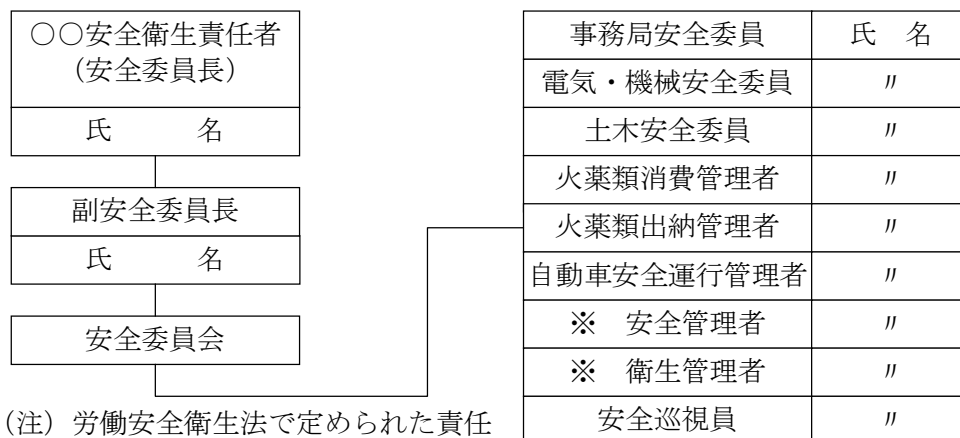 〇〇安全衛生責任者
(安全委員長)
氏　　名
副安全委員長
氏　　名
安全委員会
(注) 労働安全衛生法で定められた責任
事務局安全委員　氏　名
電気・機械安全委員　〃
土木安全委員　〃
火薬類消費管理者　〃
火薬類出納管理者　〃
自動車安全運行管理者　〃
※　安全管理者　〃
※　衛生管理者　〃
安全巡視員　〃